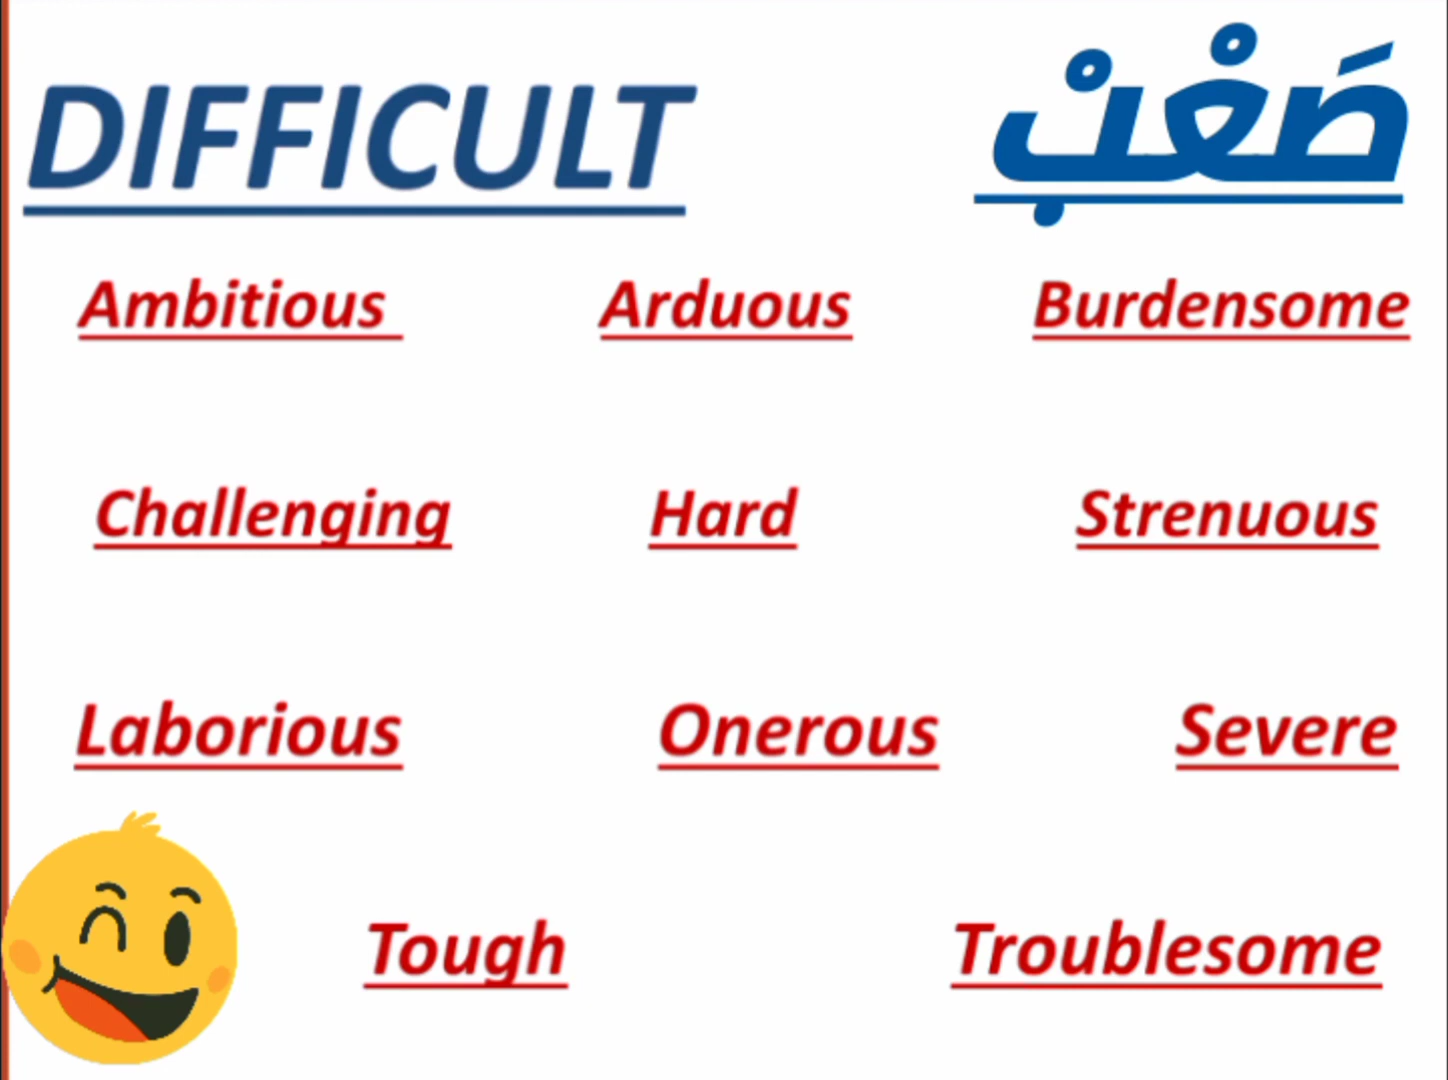 DIFFICULT صَعْبْ
Ambitious Arduous Burdensome
Challenging Hard Strenuous
Laborious Onerous Severe
Tough Troublesome